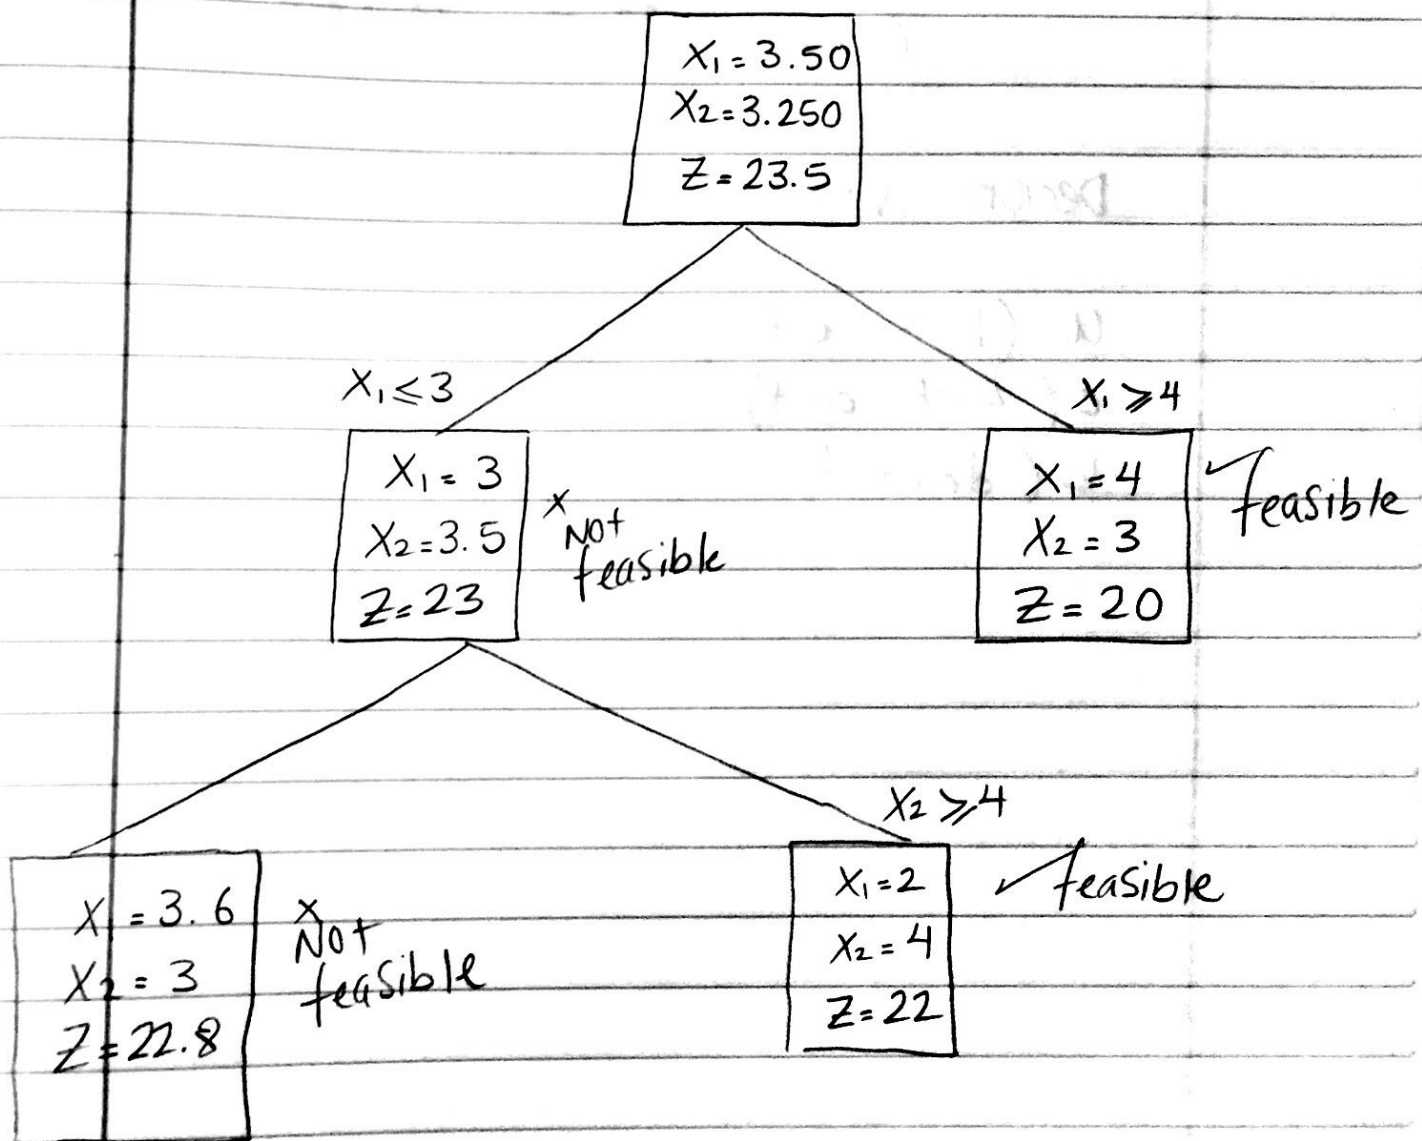 X₁ = 3.50
X₂ = 3.250
Z = 23.5
X₁ ≤ 3
X₁ ≥ 4
X₁ = 3
X₂ = 3.5
Z = 23
x
Not
feasible
X₁ = 4
X₂ = 3
Z = 20
✓ feasible
X₂ ≥ 4
X₁ = 3.6
X₂ = 3
Z = 22.8
x
Not
feasible
X₁ = 2
X₂ = 4
Z = 22
✓ feasible